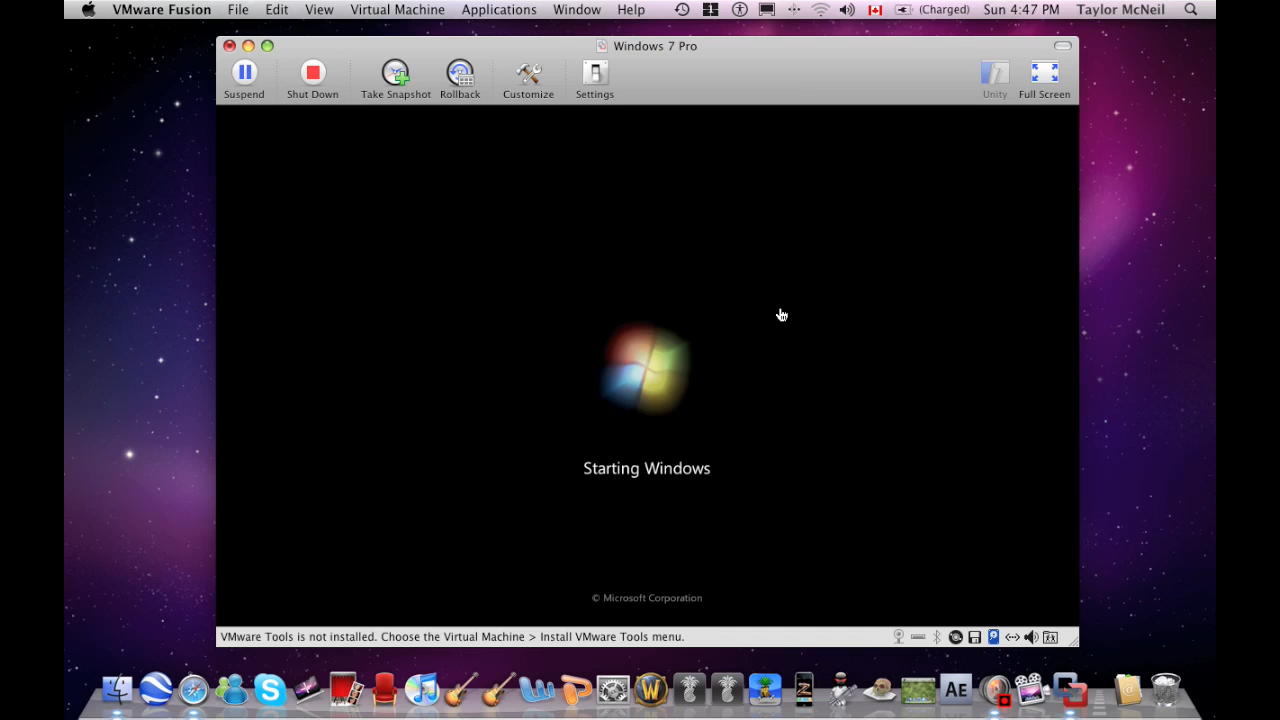 VMware Fusion File Edit View Virtual Machine Applications Window Help (Charged) Sun 4:47 PM Taylor McNeil
Windows 7 Pro
Suspend Shut Down Take Snapshot Rollback Customize Settings Unity Full Screen
Starting Windows
© Microsoft Corporation
VMware Tools is not installed. Choose the Virtual Machine > Install VMware Tools menu.
AE